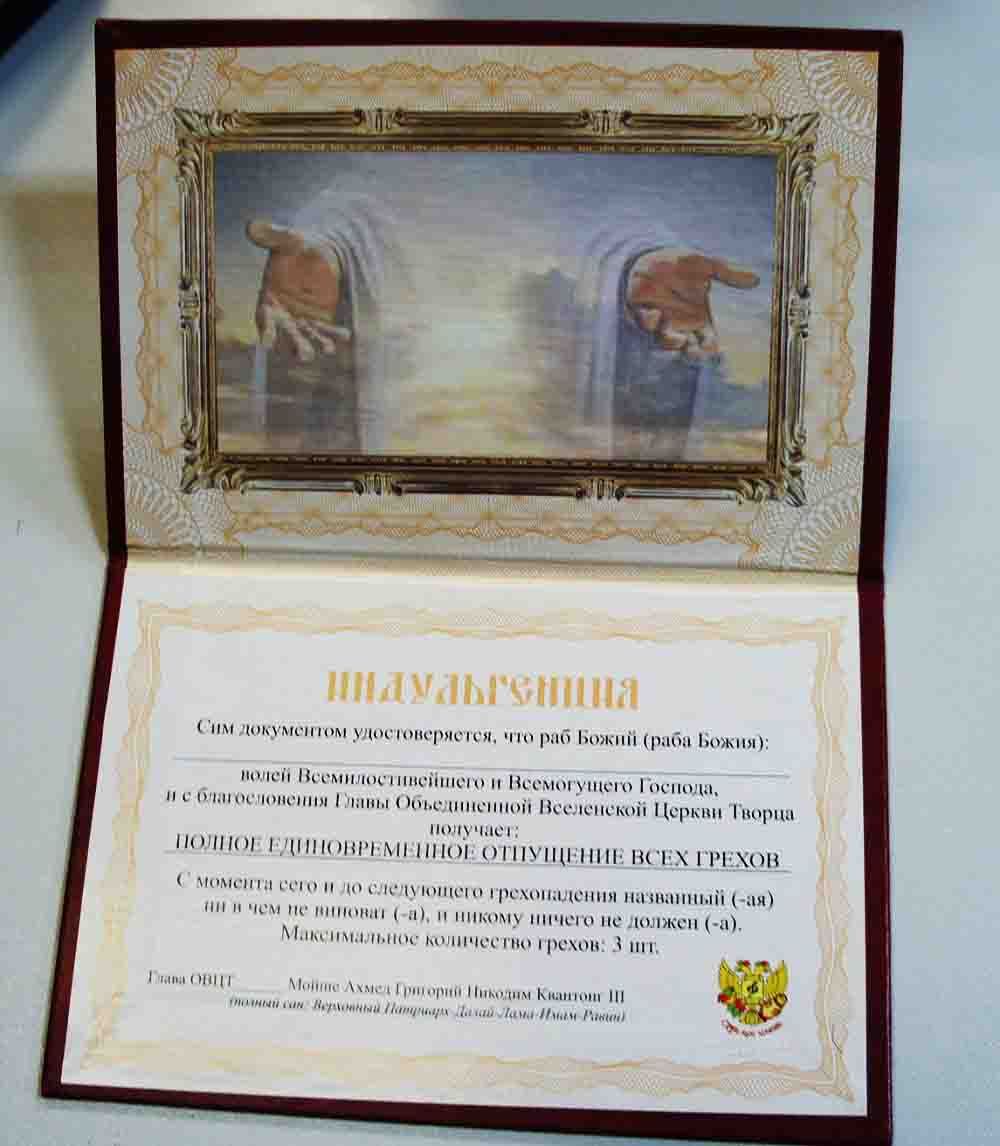 ИНДУЛЬГЕНЦИЯ
Сим документом удостоверяется, что раб Божий (раба Божия):
волей Всемилостивейшего и Всемогущего Господа,
и с благословения Главы Объединенной Вселенской Церкви Творца
получает:
ПОЛНОЕ ЕДИНОВРЕМЕННОЕ ОТПУЩЕНИЕ ВСЕХ ГРЕХОВ
С момента сего и до следующего грехопадения названный (-ая)
ни в чем не виноват (-а), и никому ничего не должен (-а).
Максимальное количество грехов: 3 шт.
Глава ОВЦТ______ Мойше Ахмед Григорий Никодим Квантонг III
(полный сан: Верховный Патриарх-Далай-Лама-Имам-Равин)